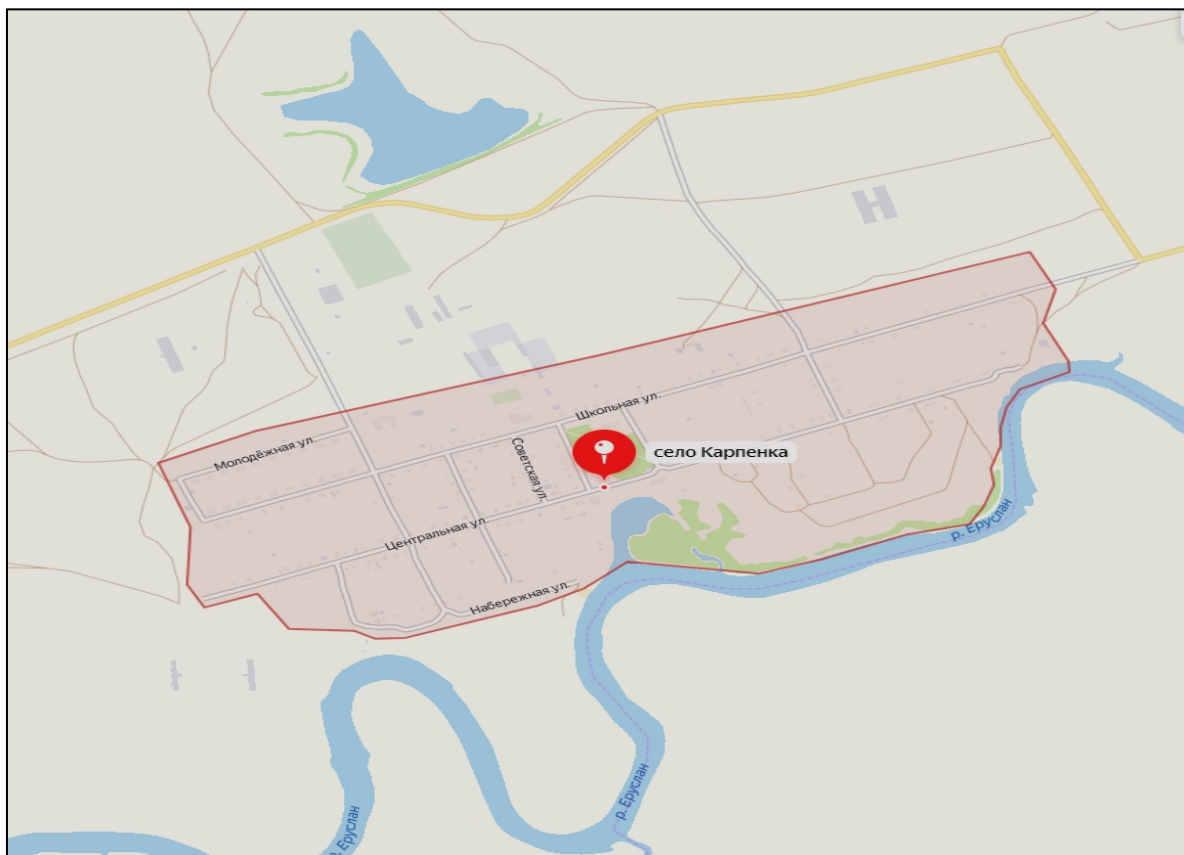 Школьная ул.
Молодёжная ул.
Советская ул.
село Карпенка
Центральная ул.
р. Еруслан
Набережная ул.
р. Еруслан
р. Еруслан